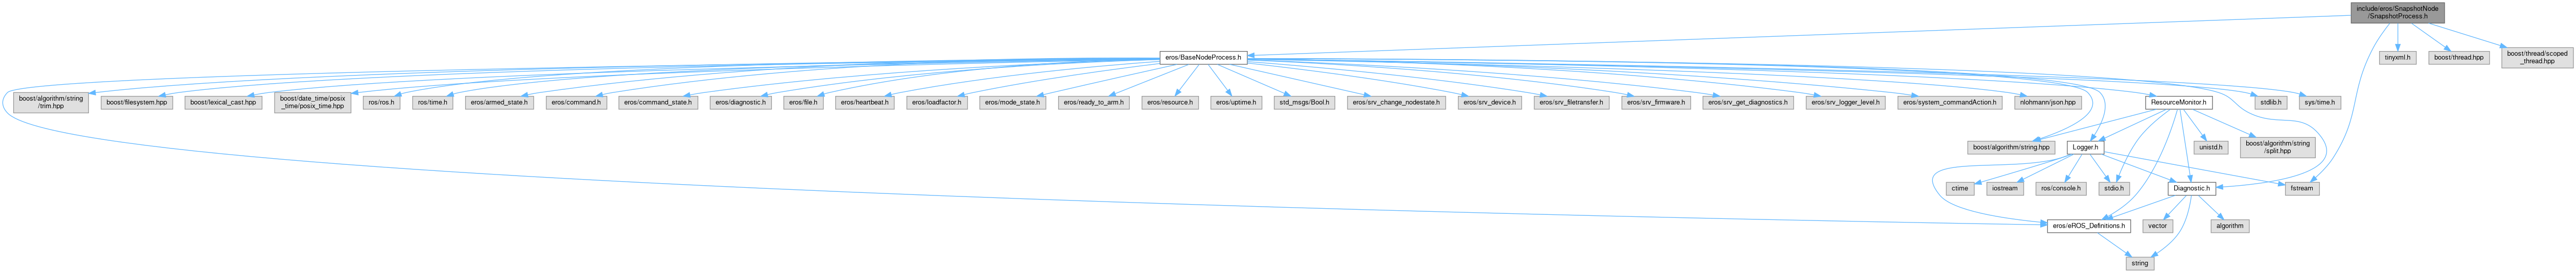 include/eros/SnapshotNode
/SnapshotProcess.h
eros/BaseNodeProcess.h
tinyxml.h
boost/thread.hpp
boost/thread/scoped
_thread.hpp
boost/algorithm/string
/trim.hpp
boost/filesystem.hpp
boost/lexical_cast.hpp
boost/date_time/posix
_time/posix_time.hpp
ros/ros.h
ros/time.h
eros/armed_state.h
eros/command.h
eros/command_state.h
eros/diagnostic.h
eros/file.h
eros/heartbeat.h
eros/loadfactor.h
eros/mode_state.h
eros/ready_to_arm.h
eros/resource.h
eros/uptime.h
std_msgs/Bool.h
eros/srv_change_nodestate.h
eros/srv_device.h
eros/srv_filetransfer.h
eros/srv_firmware.h
eros/srv_get_diagnostics.h
eros/srv_logger_level.h
eros/system_commandAction.h
nlohmann/json.hpp
ResourceMonitor.h
stdlib.h
sys/time.h
boost/algorithm/string.hpp
Logger.h
unistd.h
boost/algorithm/string
/split.hpp
ctime
iostream
ros/console.h
stdio.h
Diagnostic.h
fstream
eros/eROS_Definitions.h
vector
algorithm
string